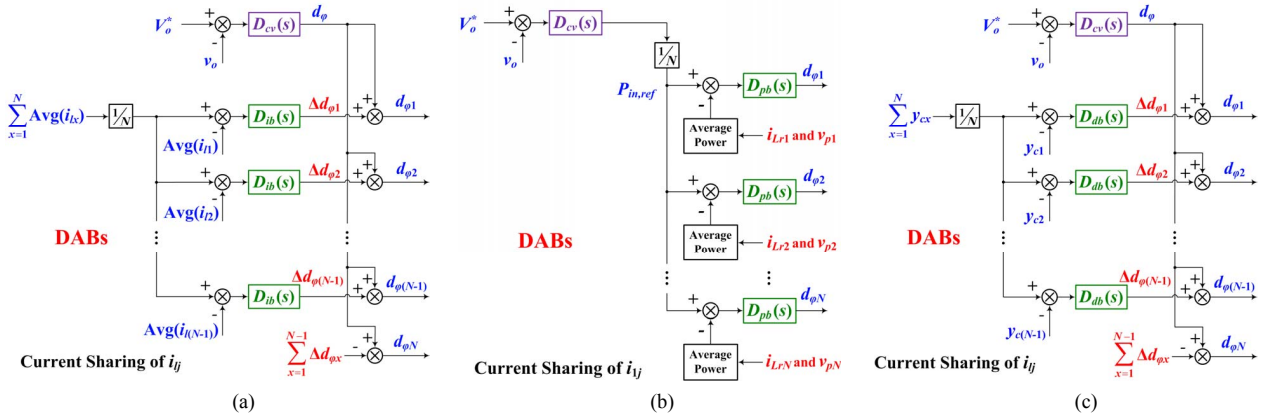 V_o^* + - v_o D_cv(s) d_φ
N Σ x=1 Avg(i_lx) 1/N
+ - Avg(i_l1) D_ib(s) Δd_φ1 + + d_φ1
+ - Avg(i_l2) D_ib(s) Δd_φ2 + + d_φ2
DABs ⋮ ⋮
+ - Avg(i_l(N-1)) D_ib(s) Δd_φ(N-1) + + d_φ(N-1)
N-1 Σ x=1 Δd_φx - + d_φN
Current Sharing of i_lj
(a)
V_o^* + - v_o D_cv(s)
1/N
P_in,ref
+ - D_pb(s) d_φ1
Average Power i_Lr1 and v_p1
+ - D_pb(s) d_φ2
Average Power i_Lr2 and v_p2
DABs ⋮ ⋮
+ - D_pb(s) d_φN
Average Power i_LrN and v_pN
Current Sharing of i_1j
(b)
V_o^* + - v_o D_cv(s) d_φ
N Σ x=1 y_cx 1/N
+ - y_c1 D_db(s) Δd_φ1 + + d_φ1
+ - y_c2 D_db(s) Δd_φ2 + + d_φ2
DABs ⋮ ⋮
+ - y_c(N-1) D_db(s) Δd_φ(N-1) + + d_φ(N-1)
N-1 Σ x=1 Δd_φx - + d_φN
Current Sharing of i_lj
(c)